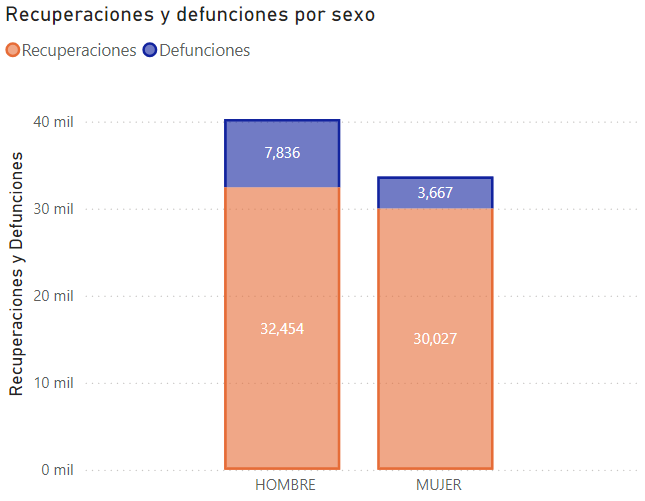 Recuperaciones y defunciones por sexo
Recuperaciones Defunciones
Recuperaciones y Defunciones
40 mil
30 mil
20 mil
10 mil
0 mil
7,836
32,454
3,667
30,027
HOMBRE
MUJER